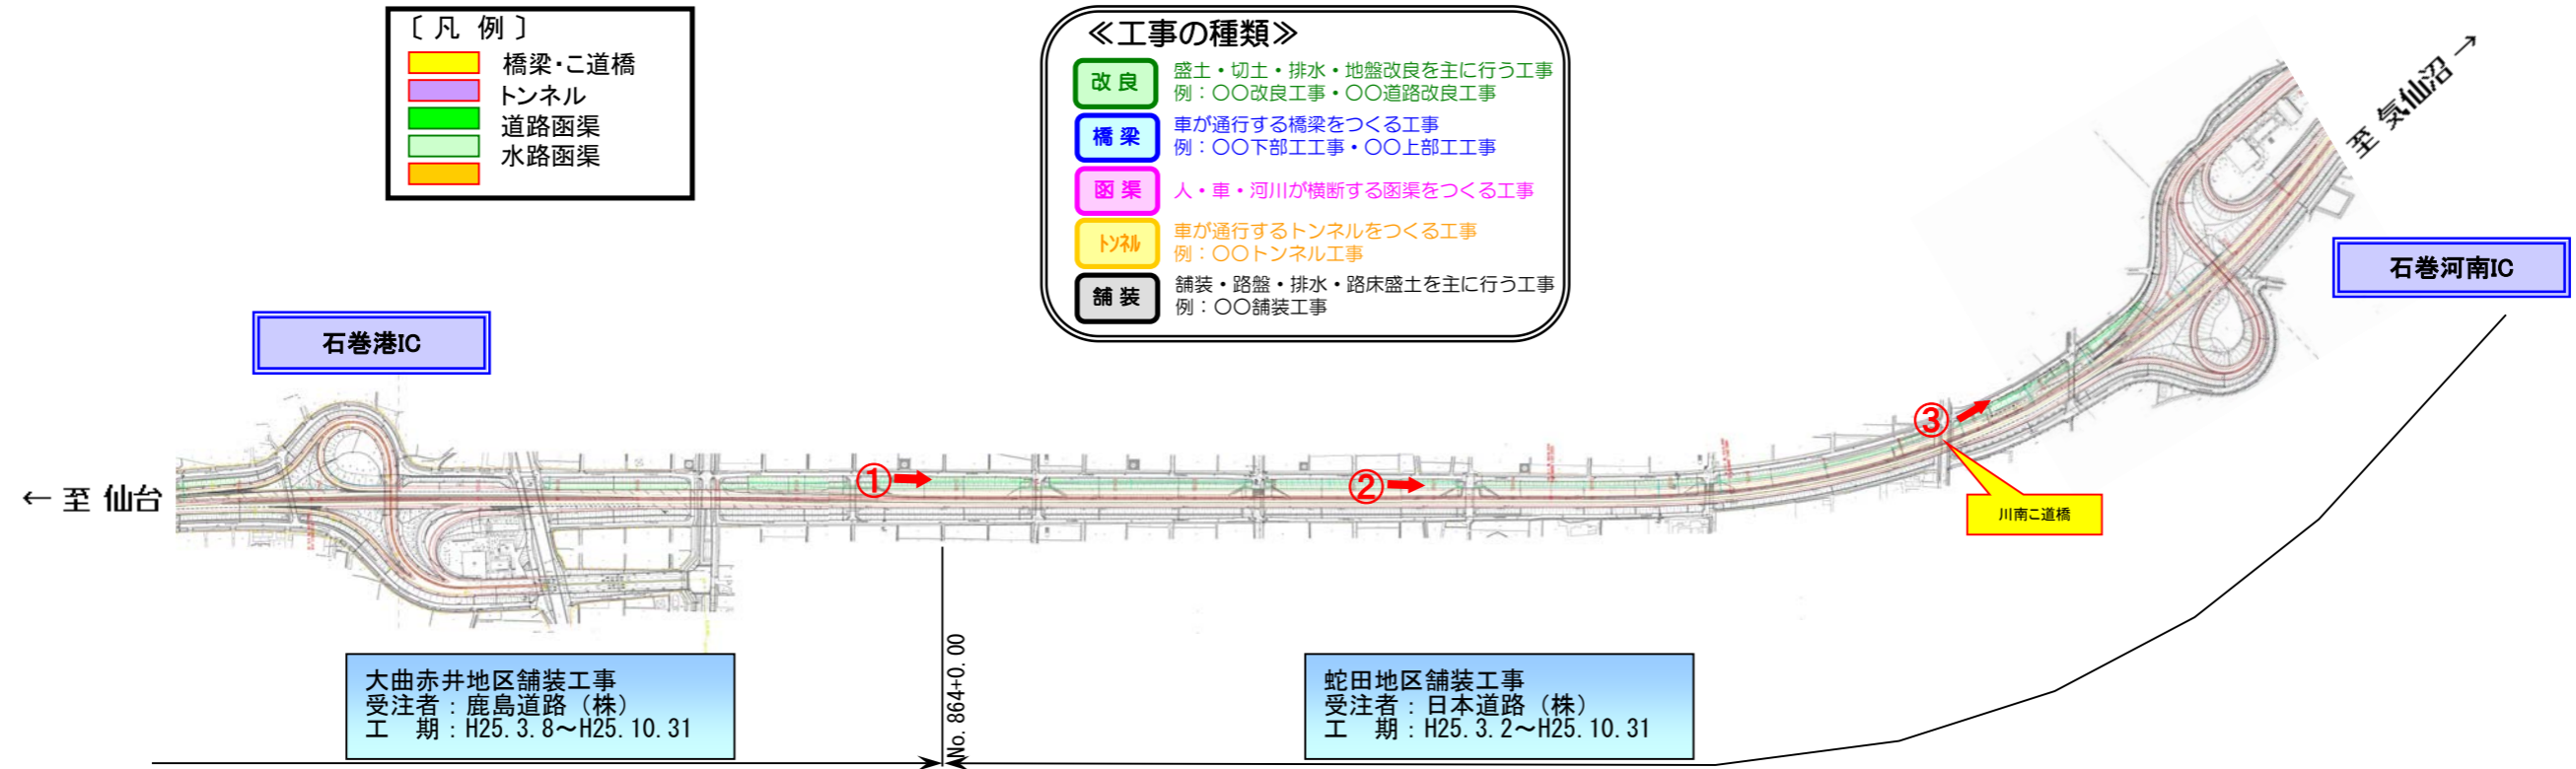 〔 凡 例 〕
橋梁・こ道橋
トンネル
道路函渠
水路函渠
≪工事の種類≫
改 良
盛土・切土・排水・地盤改良を主に行う工事
例：〇〇改良工事・〇〇道路改良工事
橋 梁
車が通行する橋梁をつくる工事
例：〇〇下部工工事・〇〇上部工工事
函 渠
人・車・河川が横断する函渠をつくる工事
トンネル
車が通行するトンネルをつくる工事
例：〇〇トンネル工事
舗 装
舗装・路盤・排水・路床盛土を主に行う工事
例：〇〇舗装工事
至 気仙沼 →
石巻河南IC
石巻港IC
← 至 仙台
①
②
③
川南こ道橋
No. 864+0. 00
大曲赤井地区舗装工事
受注者：鹿島道路（株）
工　期：H25. 3. 8～H25. 10. 31
蛇田地区舗装工事
受注者：日本道路（株）
工　期：H25. 3. 2～H25. 10. 31